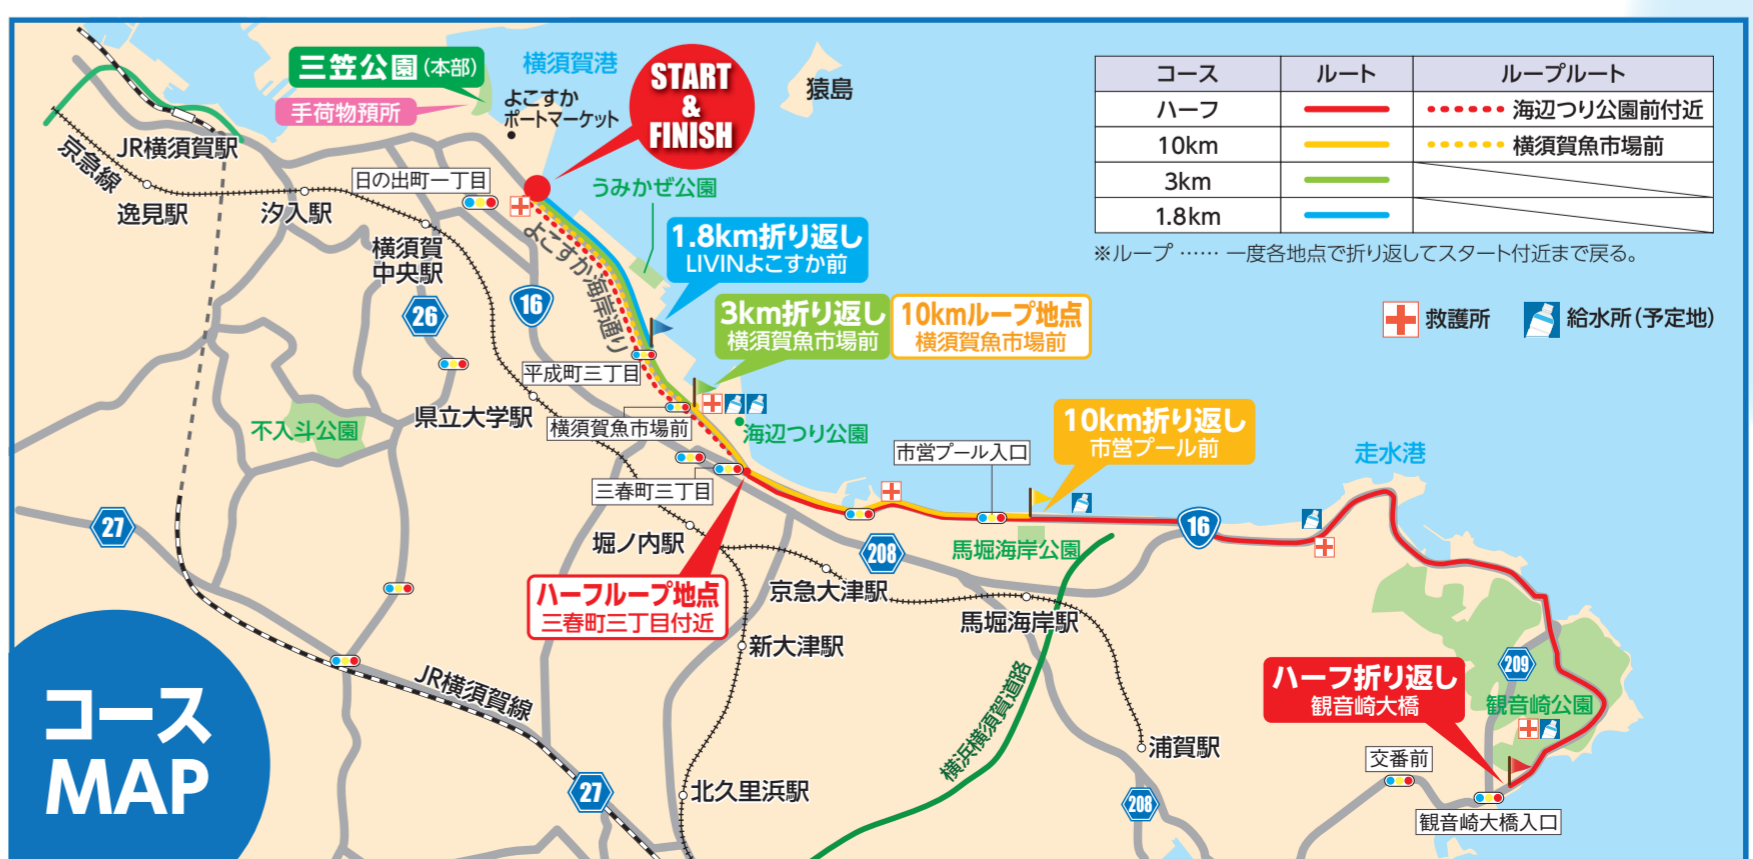 三笠公園(本部)
手荷物預所
横須賀港
よこすか
ポートマーケット
START
&
FINISH
猿島
コース
ルート
ループルート
ハーフ
海辺つり公園前付近
10km
横須賀魚市場前
3km
1.8km
※ループ …… 一度各地点で折り返してスタート付近まで戻る。
救護所
給水所(予定地)
JR横須賀駅
京急線
逸見駅
汐入駅
日の出町一丁目
横須賀
中央駅
うみかぜ公園
よこすか海岸通り
1.8km折り返し
LIVINよこすか前
26
16
3km折り返し
横須賀魚市場前
10kmループ地点
横須賀魚市場前
平成町三丁目
県立大学駅
横須賀魚市場前
海辺つり公園
不入斗公園
10km折り返し
市営プール前
市営プール入口
走水港
三春町三丁目
27
堀ノ内駅
208
馬堀海岸公園
16
ハーフループ地点
三春町三丁目付近
京急大津駅
馬堀海岸駅
新大津駅
JR横須賀線
横浜横須賀道路
209
ハーフ折り返し
観音崎大橋
観音崎公園
浦賀駅
交番前
北久里浜駅
27
208
観音崎大橋入口
コース
MAP